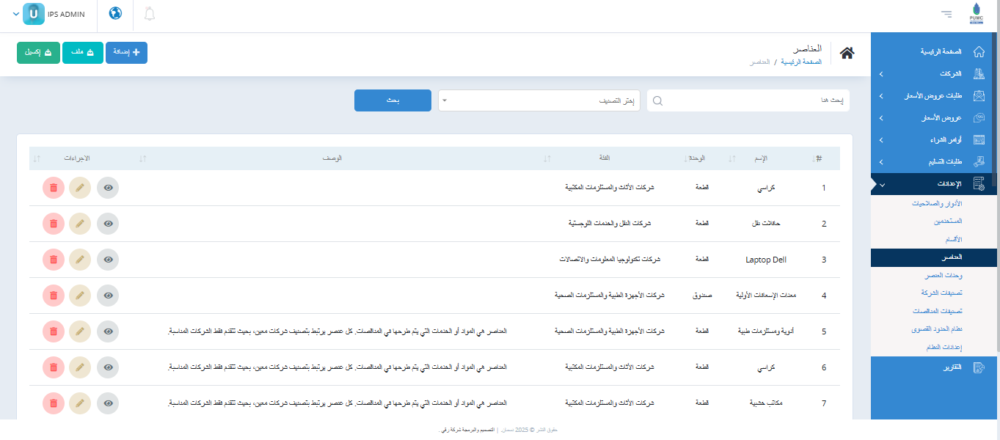 IPS ADMIN
PUMC
العناصر
الصفحة الرئيسية / العناصر
إضافة
ملف
إكسيل
الصفحة الرئيسية
الشركات
طلبات عروض الأسعار
عروض الأسعار
أوامر الشراء
طلبات التسليم
الإعدادات
الأدوار والصلاحيات
المستخدمين
الأقسام
العناصر
وحدات العنصر
تصنيفات الشركة
تصنيفات المناقصات
نظام الحدود القصوى
إعدادات النظام
التقارير
إبحث هنا
إختر التصنيف
بحث
# الإسم الوحدة الفئة الوصف الاجراءات
1 كراسي قطعة شركات الأثاث والمستلزمات المكتبية
2 حافلات نقل قطعة شركات النقل والخدمات اللوجستية
3 Laptop Dell قطعة شركات تكنولوجيا المعلومات والاتصالات
4 معدات الإسعافات الأولية صندوق شركات الأجهزة الطبية والمستلزمات الصحية
5 أدوية ومستلزمات طبية قطعة شركات الأجهزة الطبية والمستلزمات الصحية العناصر هي المواد أو الخدمات التي يتم طرحها في المناقصات. كل عنصر يرتبط بتصنيف شركات معين، بحيث تتقدم فقط الشركات المناسبة.
6 كراسي قطعة شركات الأثاث والمستلزمات المكتبية العناصر هي المواد أو الخدمات التي يتم طرحها في المناقصات. كل عنصر يرتبط بتصنيف شركات معين، بحيث تتقدم فقط الشركات المناسبة.
7 مكاتب خشبية قطعة شركات الأثاث والمستلزمات المكتبية العناصر هي المواد أو الخدمات التي يتم طرحها في المناقصات. كل عنصر يرتبط بتصنيف شركات معين، بحيث تتقدم فقط الشركات المناسبة.
حقوق النشر © 2025 | التصميم والبرمجة شركة رقي .